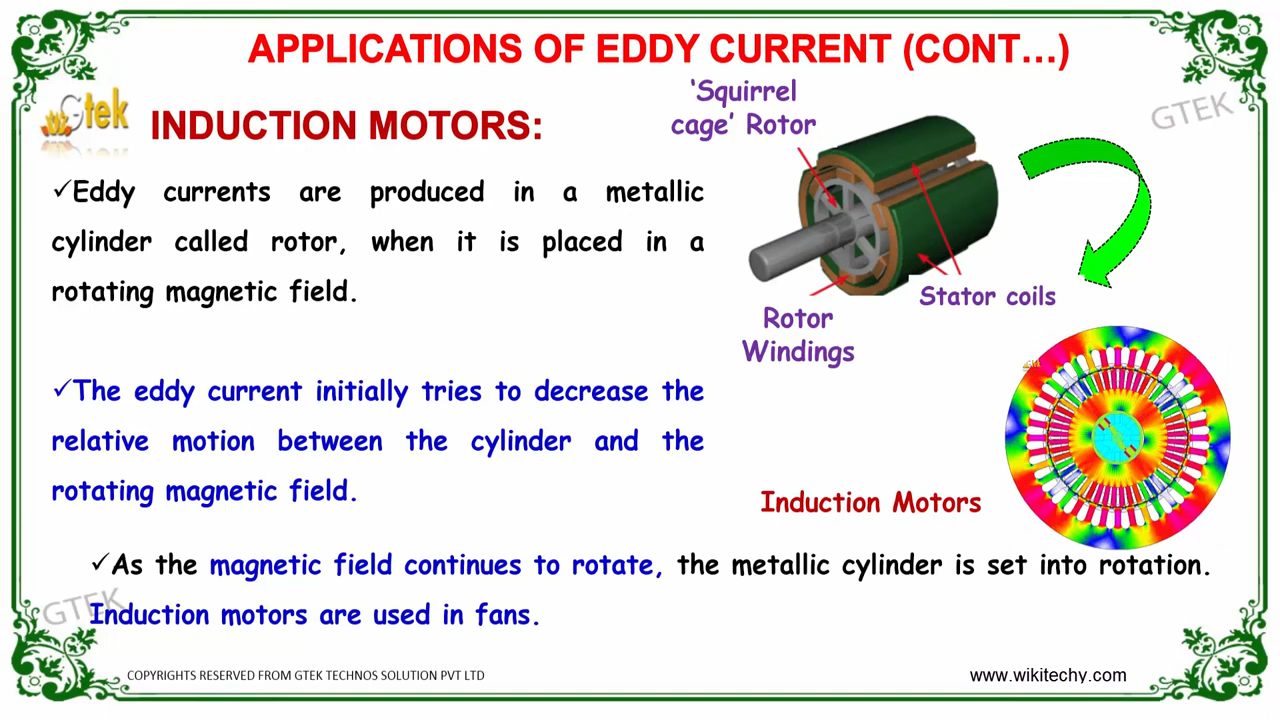 APPLICATIONS OF EDDY CURRENT (CONT…)
Gtek
INDUCTION MOTORS:
‘Squirrel
cage’ Rotor
GTEK
✓Eddy currents are produced in a metallic
cylinder called rotor, when it is placed in a
rotating magnetic field.
Stator coils
Rotor
Windings
✓The eddy current initially tries to decrease the
relative motion between the cylinder and the
rotating magnetic field.
Induction Motors
✓As the magnetic field continues to rotate, the metallic cylinder is set into rotation.
GTEK
Induction motors are used in fans.
COPYRIGHTS RESERVED FROM GTEK TECHNOS SOLUTION PVT LTD
www.wikitechy.com